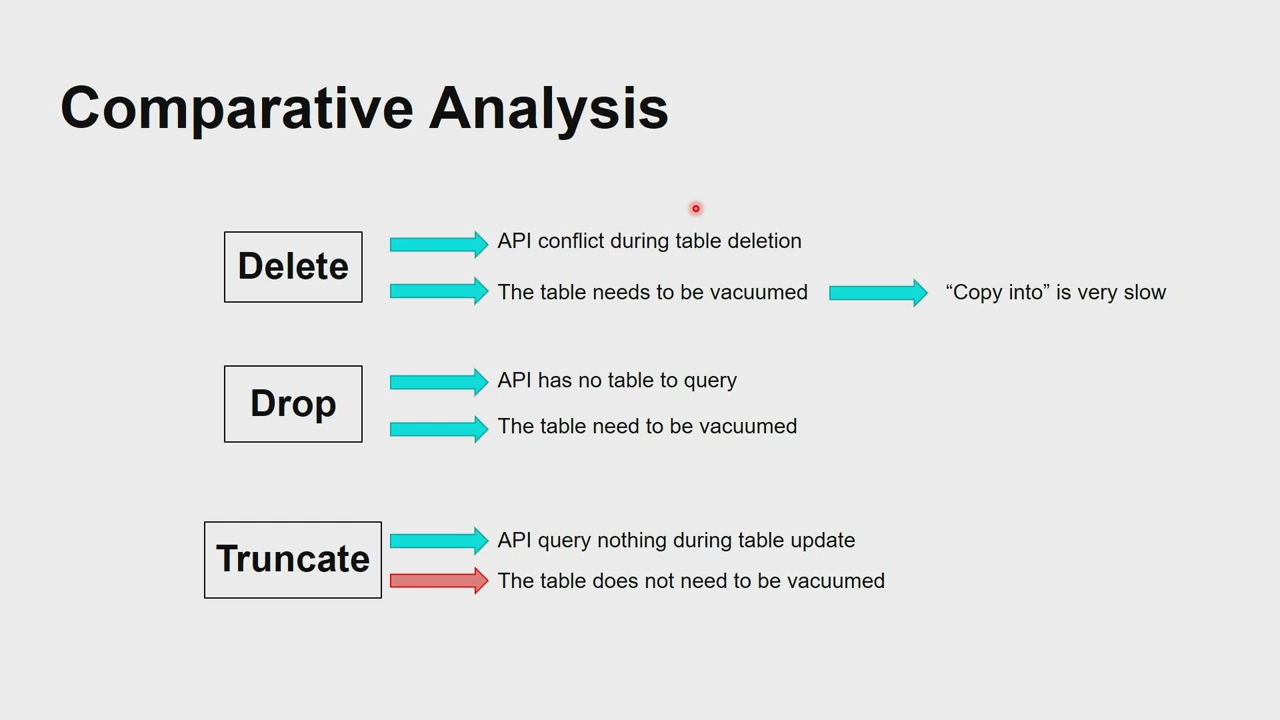 Comparative Analysis
Delete
API conflict during table deletion
The table needs to be vacuumed
“Copy into” is very slow
Drop
API has no table to query
The table need to be vacuumed
Truncate
API query nothing during table update
The table does not need to be vacuumed